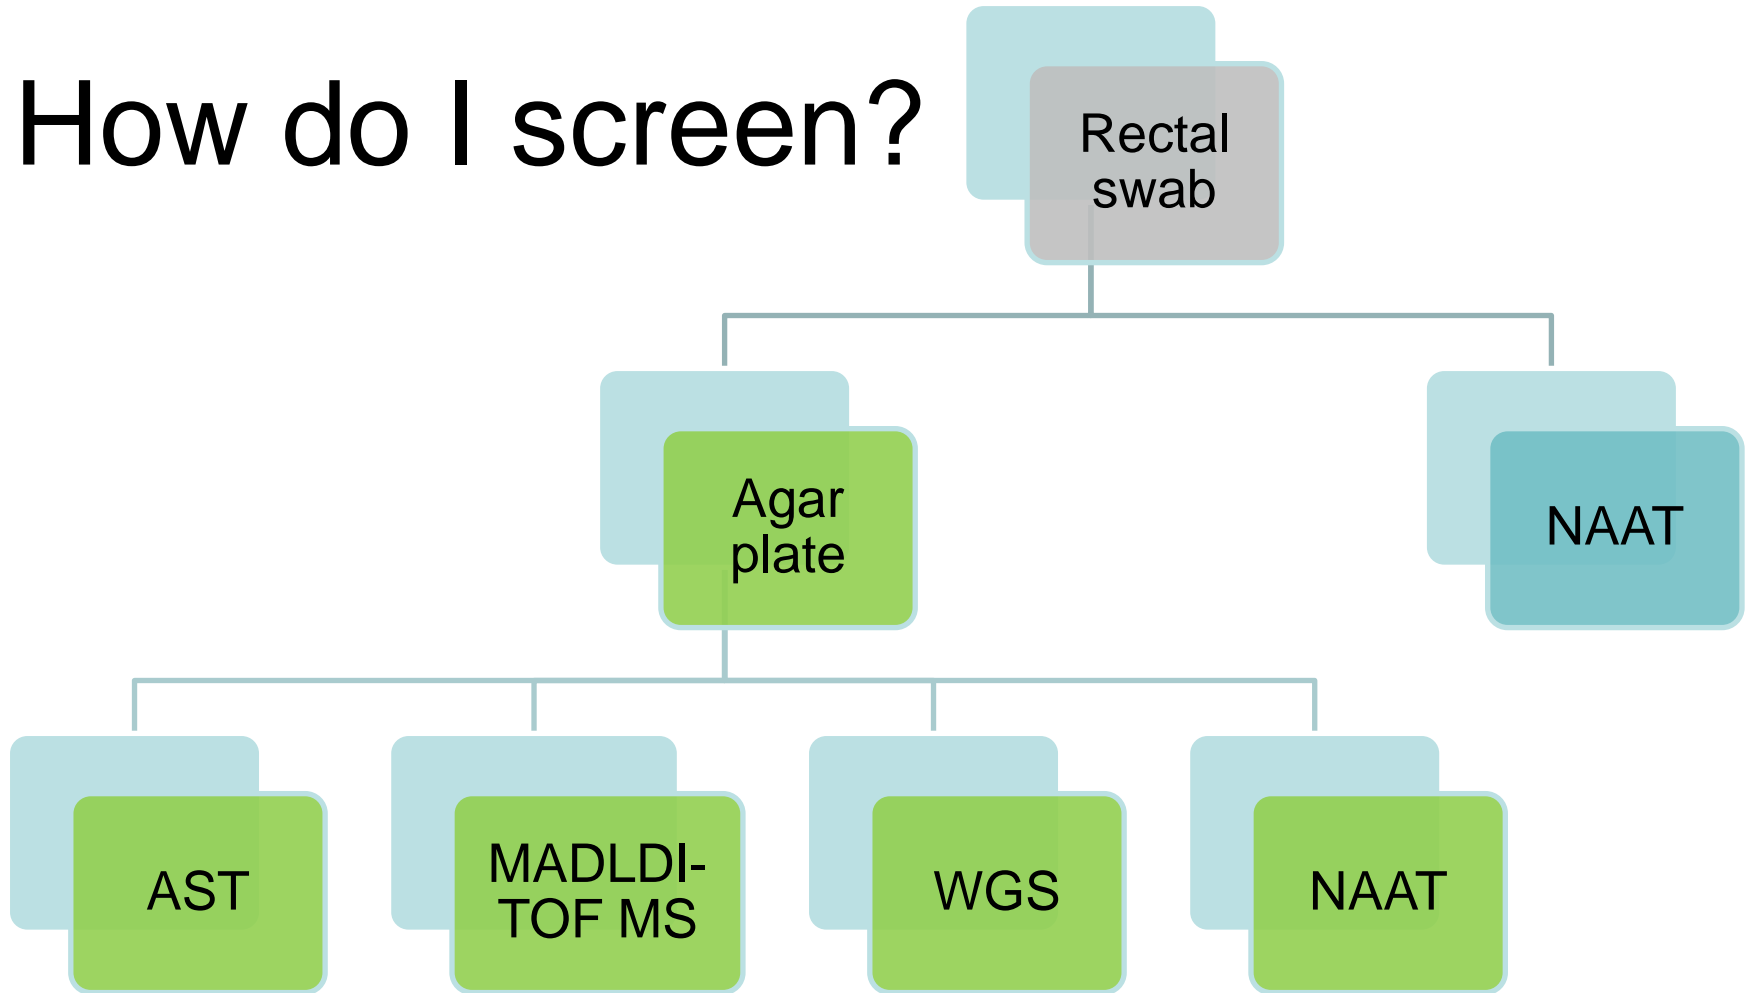 How do I screen?
Rectal
swab
Agar
plate
NAAT
AST
MADLDI-
TOF MS
WGS
NAAT